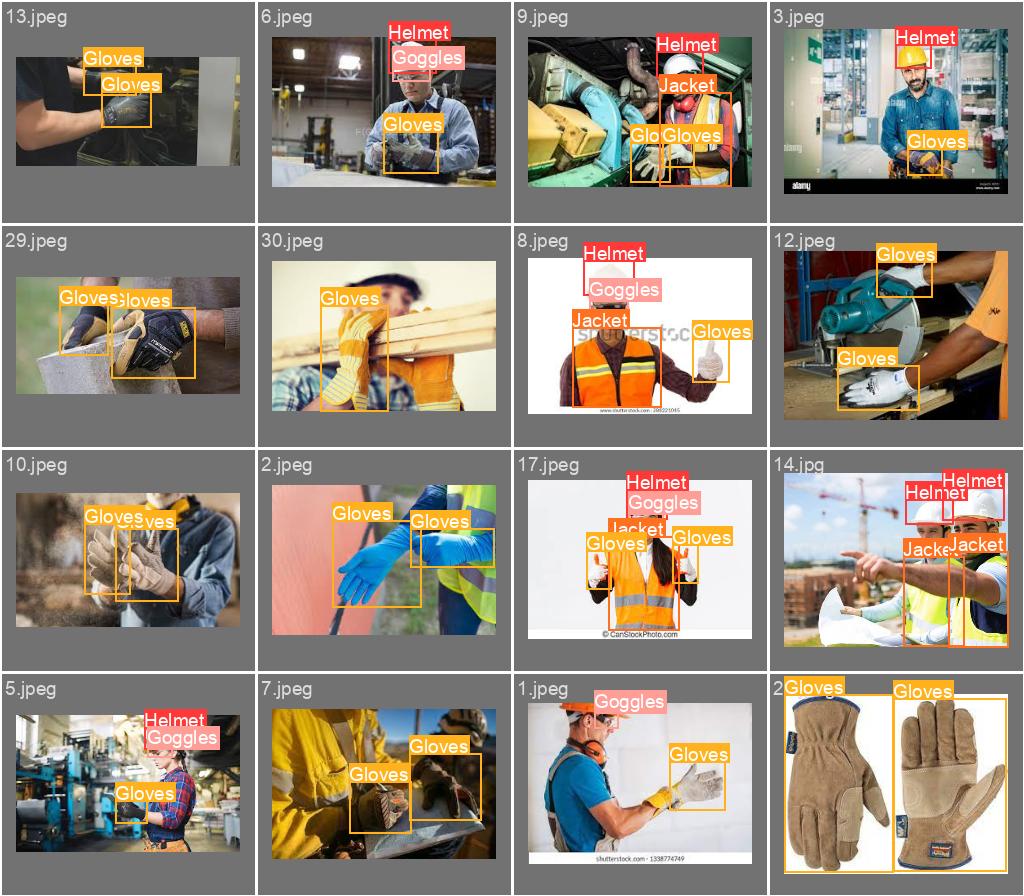 13.jpeg
Gloves
Gloves
6.jpeg
Helmet
Goggles
Gloves
9.jpeg
Helmet
Jacket
Glo
Gloves
3.jpeg
Helmet
Gloves
alamy
alamy
29.jpeg
Gloves
Gloves
30.jpeg
Gloves
8.jpeg
Helmet
Goggles
Jacket
Gloves
shutterstoc
www.shutterstock.com
12.jpeg
Gloves
Gloves
10.jpeg
Gloves
2.jpeg
Gloves
Gloves
17.jpeg
Helmet
Goggles
Jacket
Gloves
Gloves
© CanStockPhoto.com
14.jpg
Helmet
Helmet
Jacket
Jacket
5.jpeg
Helmet
Goggles
Gloves
7.jpeg
Gloves
Gloves
1.jpeg
Goggles
Gloves
shutterstock.com · 1338774749
2
Gloves
Gloves